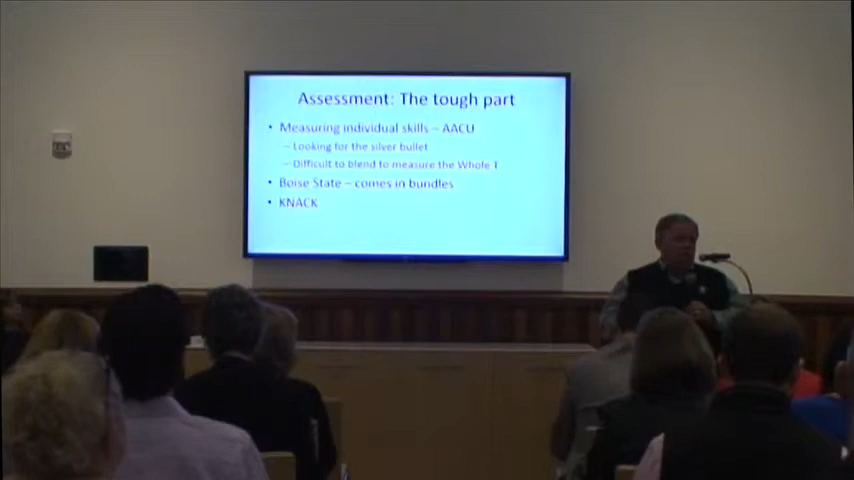 Assessment: The tough part
• Measuring individual skills – AACU
– Looking for the silver bullet
– Difficult to blend to measure the Whole T
• Boise State – comes in bundles
• KNACK